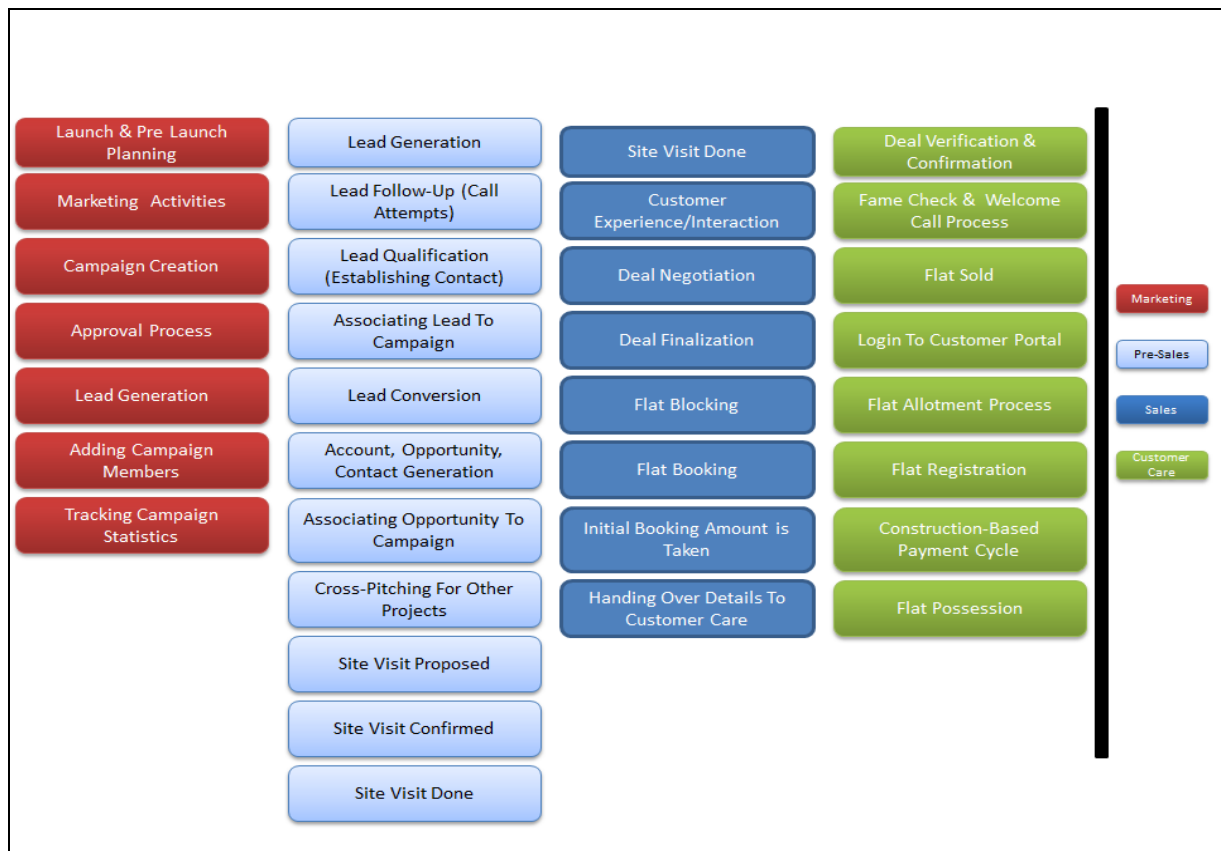 Launch & Pre Launch
Planning
Marketing Activities
Campaign Creation
Approval Process
Lead Generation
Adding Campaign
Members
Tracking Campaign
Statistics
Lead Generation
Lead Follow-Up (Call
Attempts)
Lead Qualification
(Establishing Contact)
Associating Lead To
Campaign
Lead Conversion
Account, Opportunity,
Contact Generation
Associating Opportunity To
Campaign
Cross-Pitching For Other
Projects
Site Visit Proposed
Site Visit Confirmed
Site Visit Done
Site Visit Done
Customer
Experience/Interaction
Deal Negotiation
Deal Finalization
Flat Blocking
Flat Booking
Initial Booking Amount is
Taken
Handing Over Details To
Customer Care
Deal Verification &
Confirmation
Fame Check & Welcome
Call Process
Flat Sold
Login To Customer Portal
Flat Allotment Process
Flat Registration
Construction-Based
Payment Cycle
Flat Possession
Marketing
Pre-Sales
Sales
Customer
Care